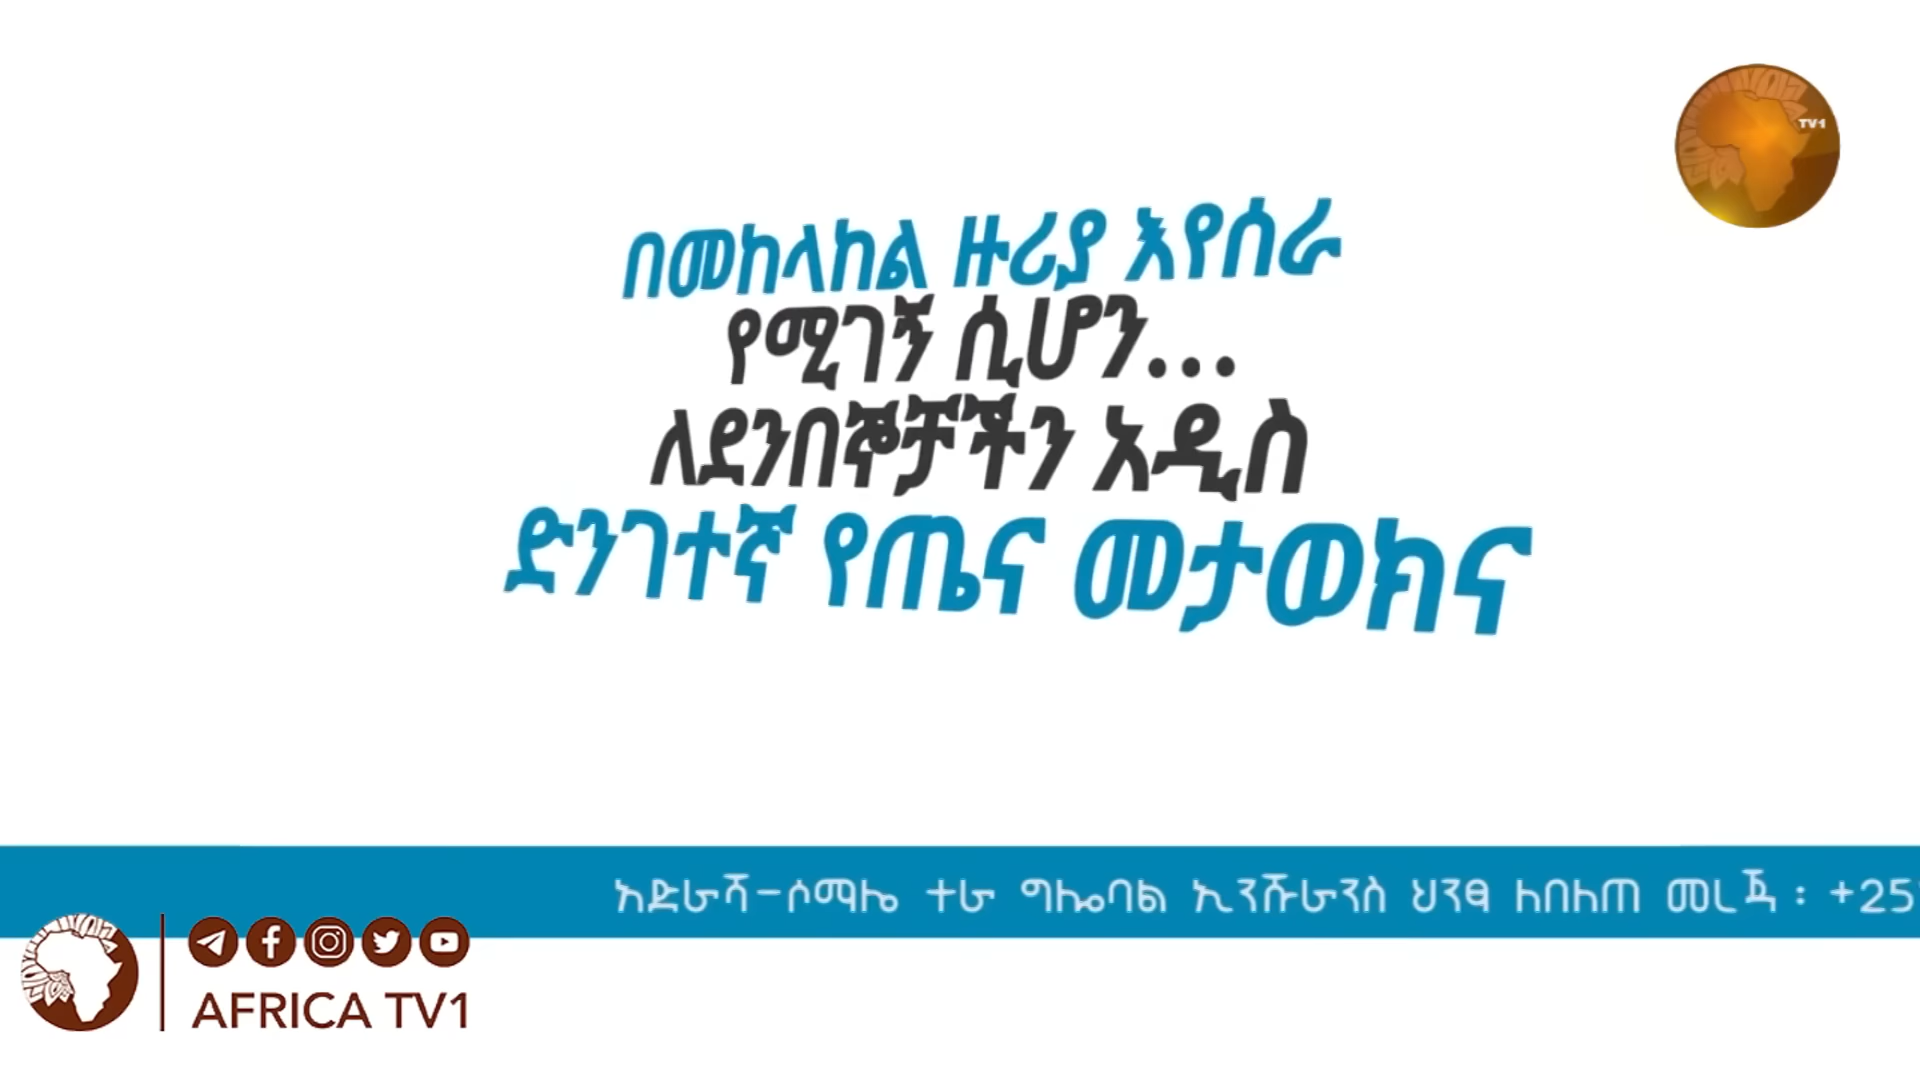 TV1
በመከላከል ዙሪያ እየሰራ
የሚገኝ ሲሆን...
ለደንበኞቻችን አዲስ
ድንገተኛ የጤና መታወክና
አድራሻ-ሶማሌ ተራ ግሎባል ኢንሹራንስ ህንፃ ለበለጠ መረጃ : +25
AFRICA TV1